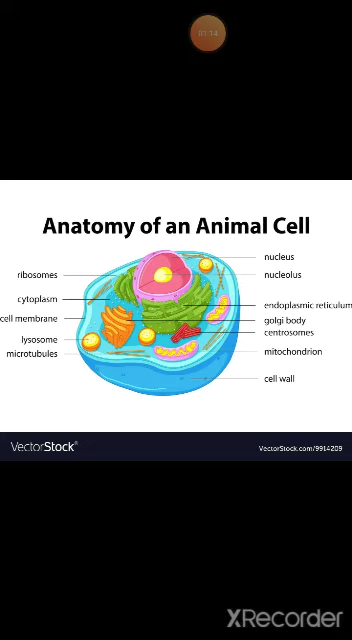 01:14
Anatomy of an Animal Cell
nucleus
ribosomes
nucleolus
cytoplasm
endoplasmic reticulum
cell membrane
golgi body
centrosomes
lysosome
microtubules
mitochondrion
cell wall
VectorStock®
VectorStock.com/9914209
XRecorder